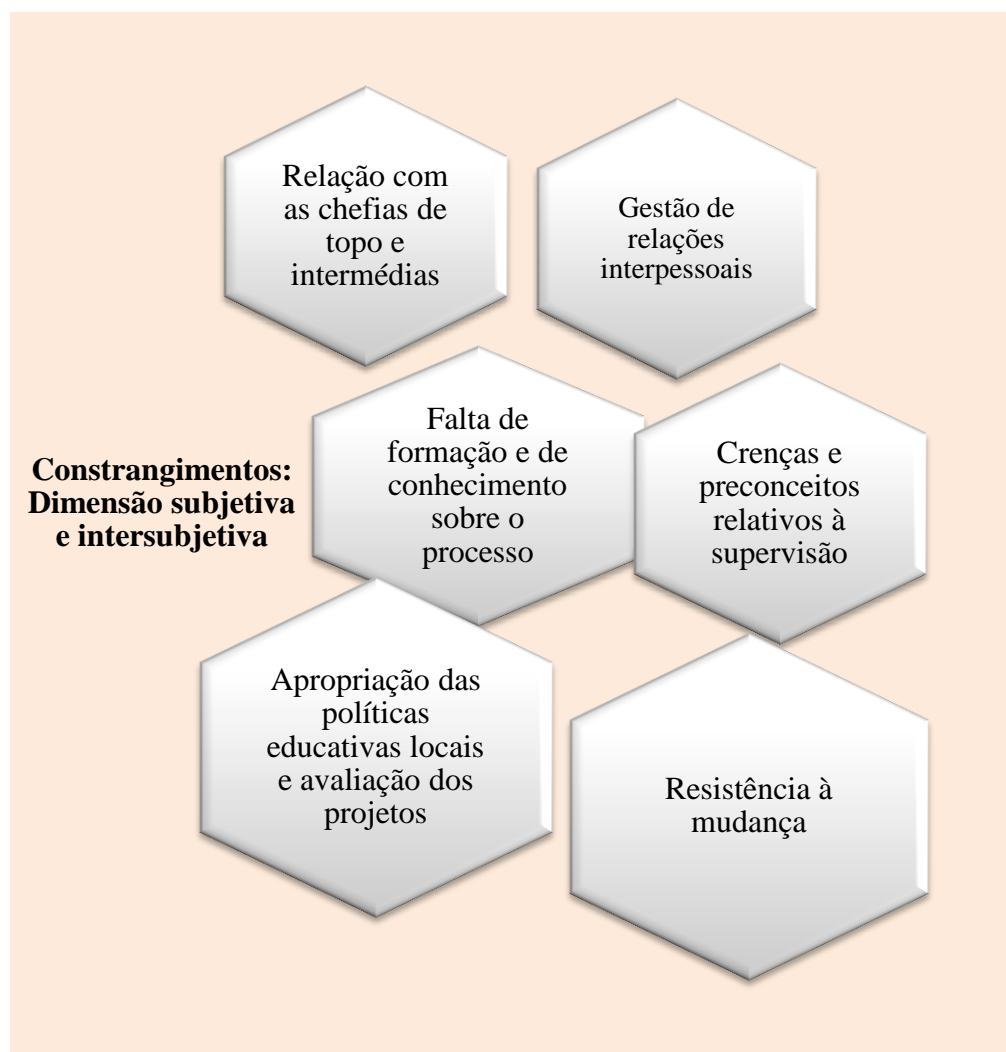 Relação com
as chefias de
topo e
intermédias
Gestão de
relações
interpessoais
Constrangimentos:
Dimensão subjetiva
e intersubjetiva
Falta de
formação e de
conhecimento
sobre o
processo
Crenças e
preconceitos
relativos à
supervisão
Apropriação das
políticas
educativas locais
e avaliação dos
projetos
Resistência à
mudança